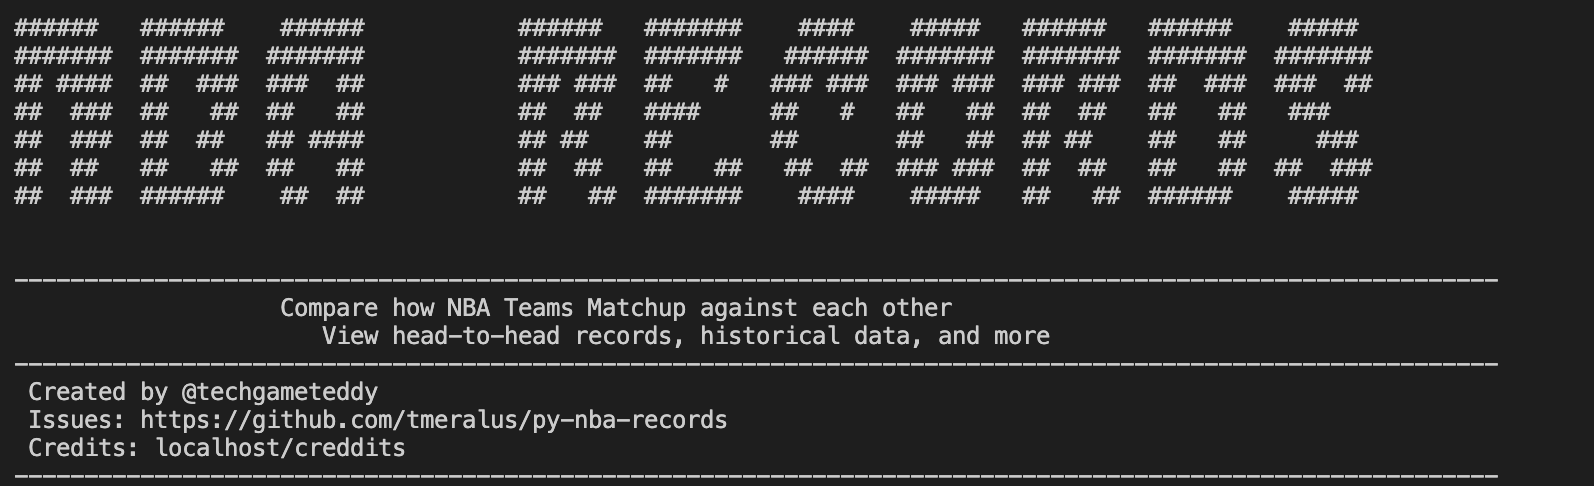 NBA RECORDS
Compare how NBA Teams Matchup against each other
View head-to-head records, historical data, and more
Created by @techgameteddy
Issues: https://github.com/tmeralus/py-nba-records
Credits: localhost/creddits